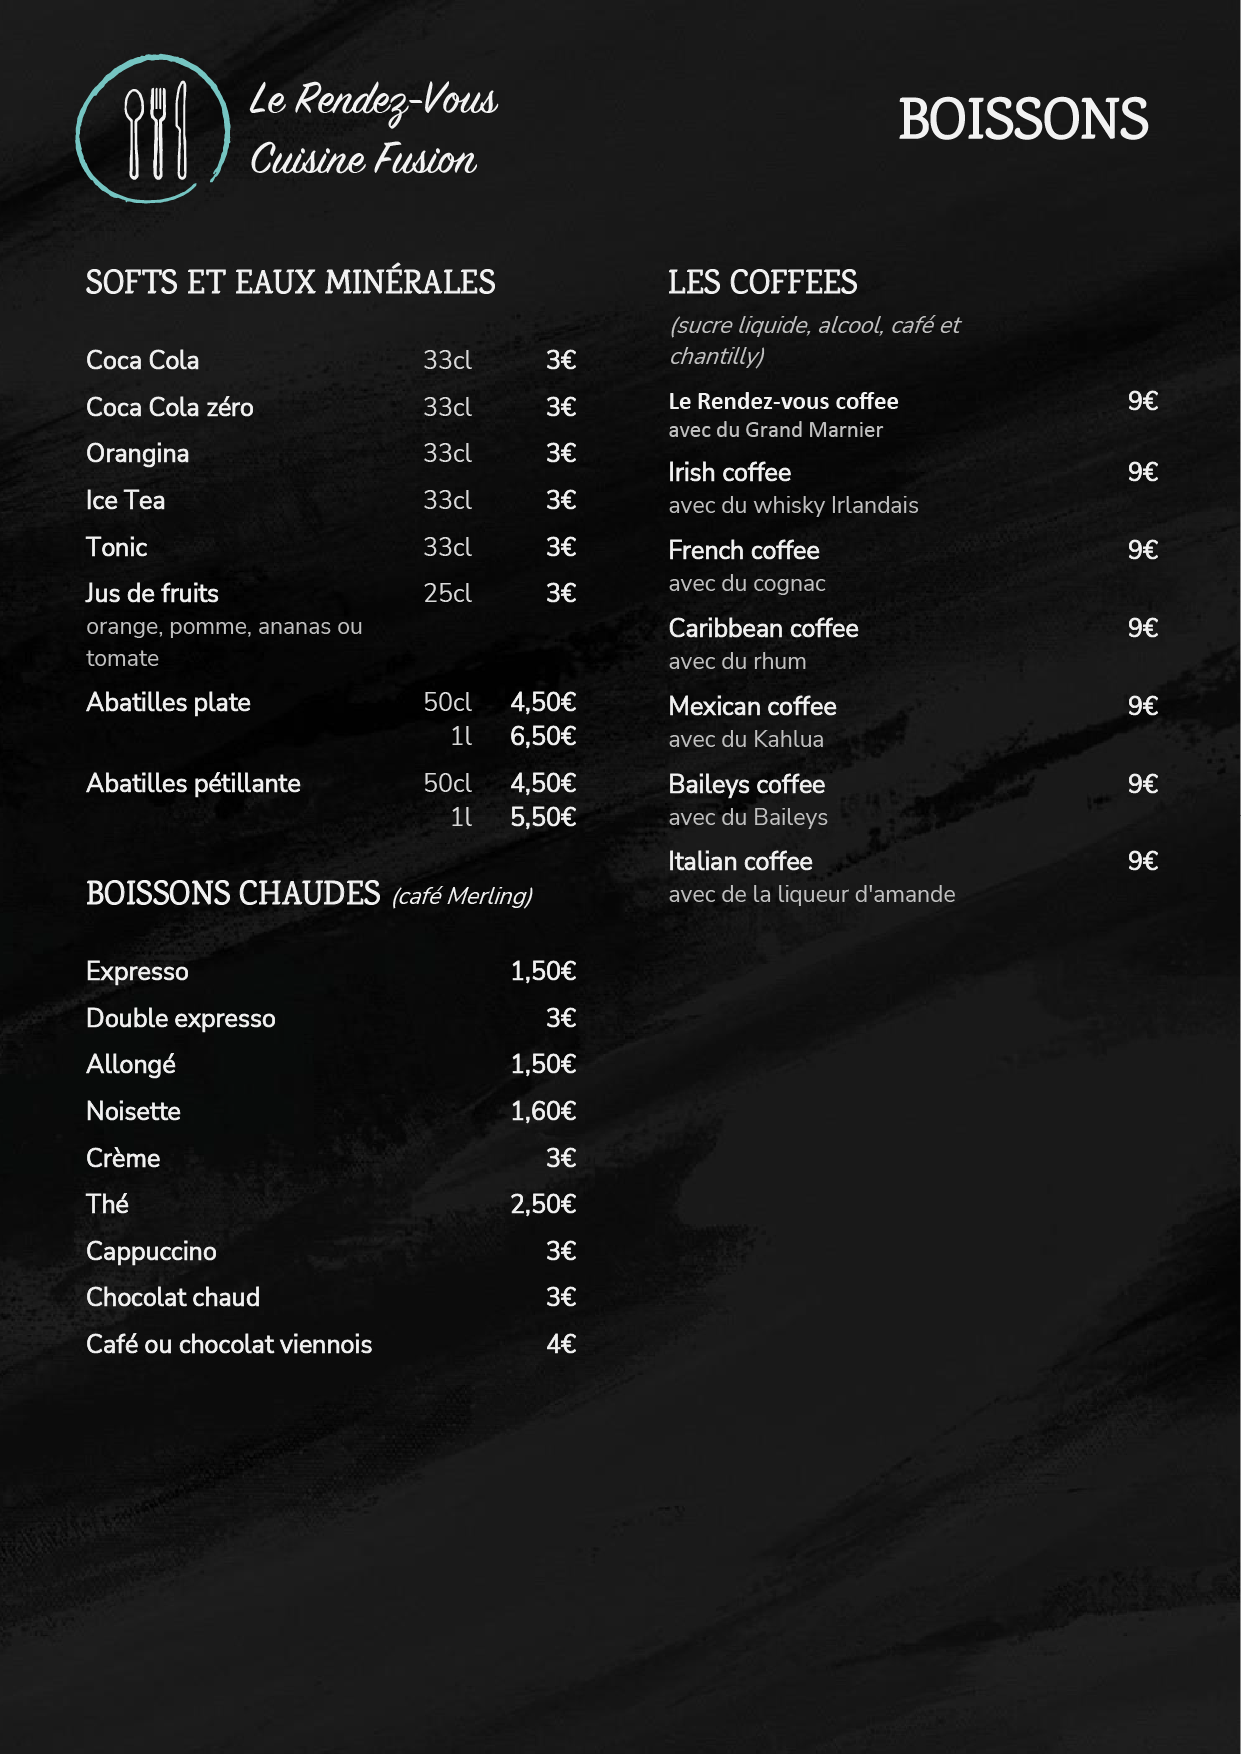 Le Rendez-Vous
Cuisine Fusion
BOISSONS
SOFTS ET EAUX MINÉRALES
Coca Cola 33cl 3€
Coca Cola zéro 33cl 3€
Orangina 33cl 3€
Ice Tea 33cl 3€
Tonic 33cl 3€
Jus de fruits 25cl 3€
orange, pomme, ananas ou
tomate
Abatilles plate 50cl 4,50€
1l 6,50€
Abatilles pétillante 50cl 4,50€
1l 5,50€
BOISSONS CHAUDES (café Merling)
Expresso 1,50€
Double expresso 3€
Allongé 1,50€
Noisette 1,60€
Crème 3€
Thé 2,50€
Cappuccino 3€
Chocolat chaud 3€
Café ou chocolat viennois 4€
LES COFFEES
(sucre liquide, alcool, café et
chantilly)
Le Rendez-vous coffee 9€
avec du Grand Marnier
Irish coffee 9€
avec du whisky Irlandais
French coffee 9€
avec du cognac
Caribbean coffee 9€
avec du rhum
Mexican coffee 9€
avec du Kahlua
Baileys coffee 9€
avec du Baileys
Italian coffee 9€
avec de la liqueur d'amande